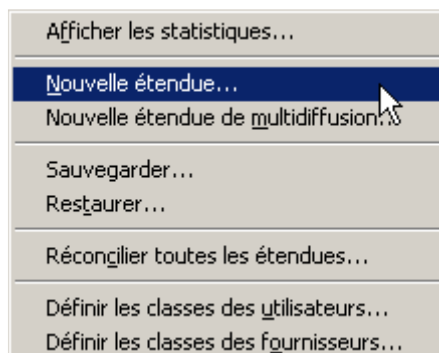 Afficher les statistiques...
Nouvelle étendue...
Nouvelle étendue de multidiffusion...
Sauvegarder...
Restaurer...
Réconcilier toutes les étendues...
Définir les classes des utilisateurs...
Définir les classes des fournisseurs...